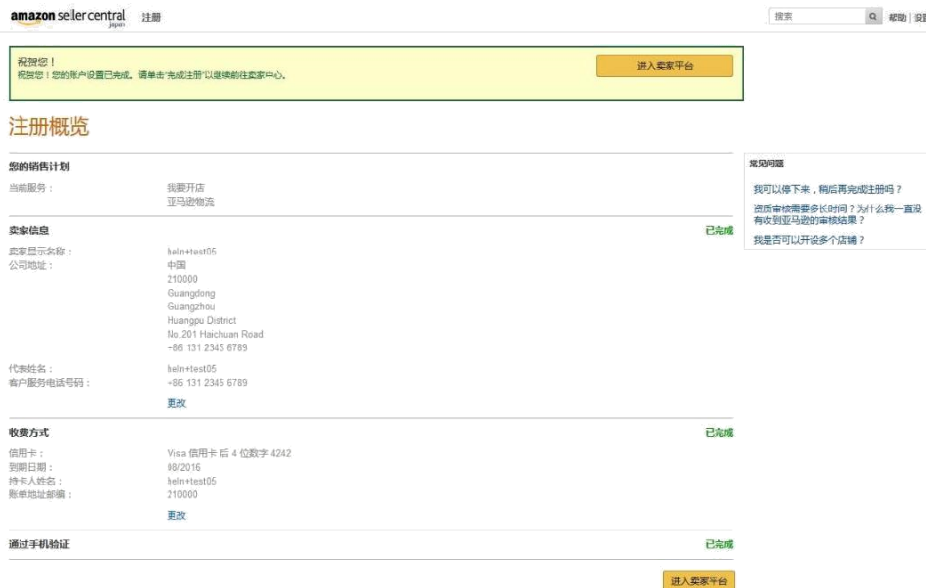 amazon seller central
japan
注册
搜索
帮助 | 设置
祝贺您！
祝贺您！您的账户设置已完成。请单击“完成注册”以继续前往卖家中心。
进入卖家平台
注册概览
您的销售计划
当前服务： 我要开店
亚马逊物流
卖家信息 已完成
卖家显示名称： heln+test05
公司地址： 中国
210000
Guangdong
Guangzhou
Huangpu District
No.201 Haichuan Road
+86 131 2345 6789
代表姓名： heln+test05
客户服务电话号码： +86 131 2345 6789
更改
收费方式 已完成
信用卡： Visa 信用卡 后 4 位数字 4242
到期日期： 08/2016
持卡人姓名： heln+test05
账单地址邮编： 210000
更改
通过手机验证 已完成
进入卖家平台
常见问题
我可以停下来，稍后再完成注册吗？
资质审核需要多长时间？为什么我一直没
有收到亚马逊的审核结果？
我是否可以开设多个店铺？